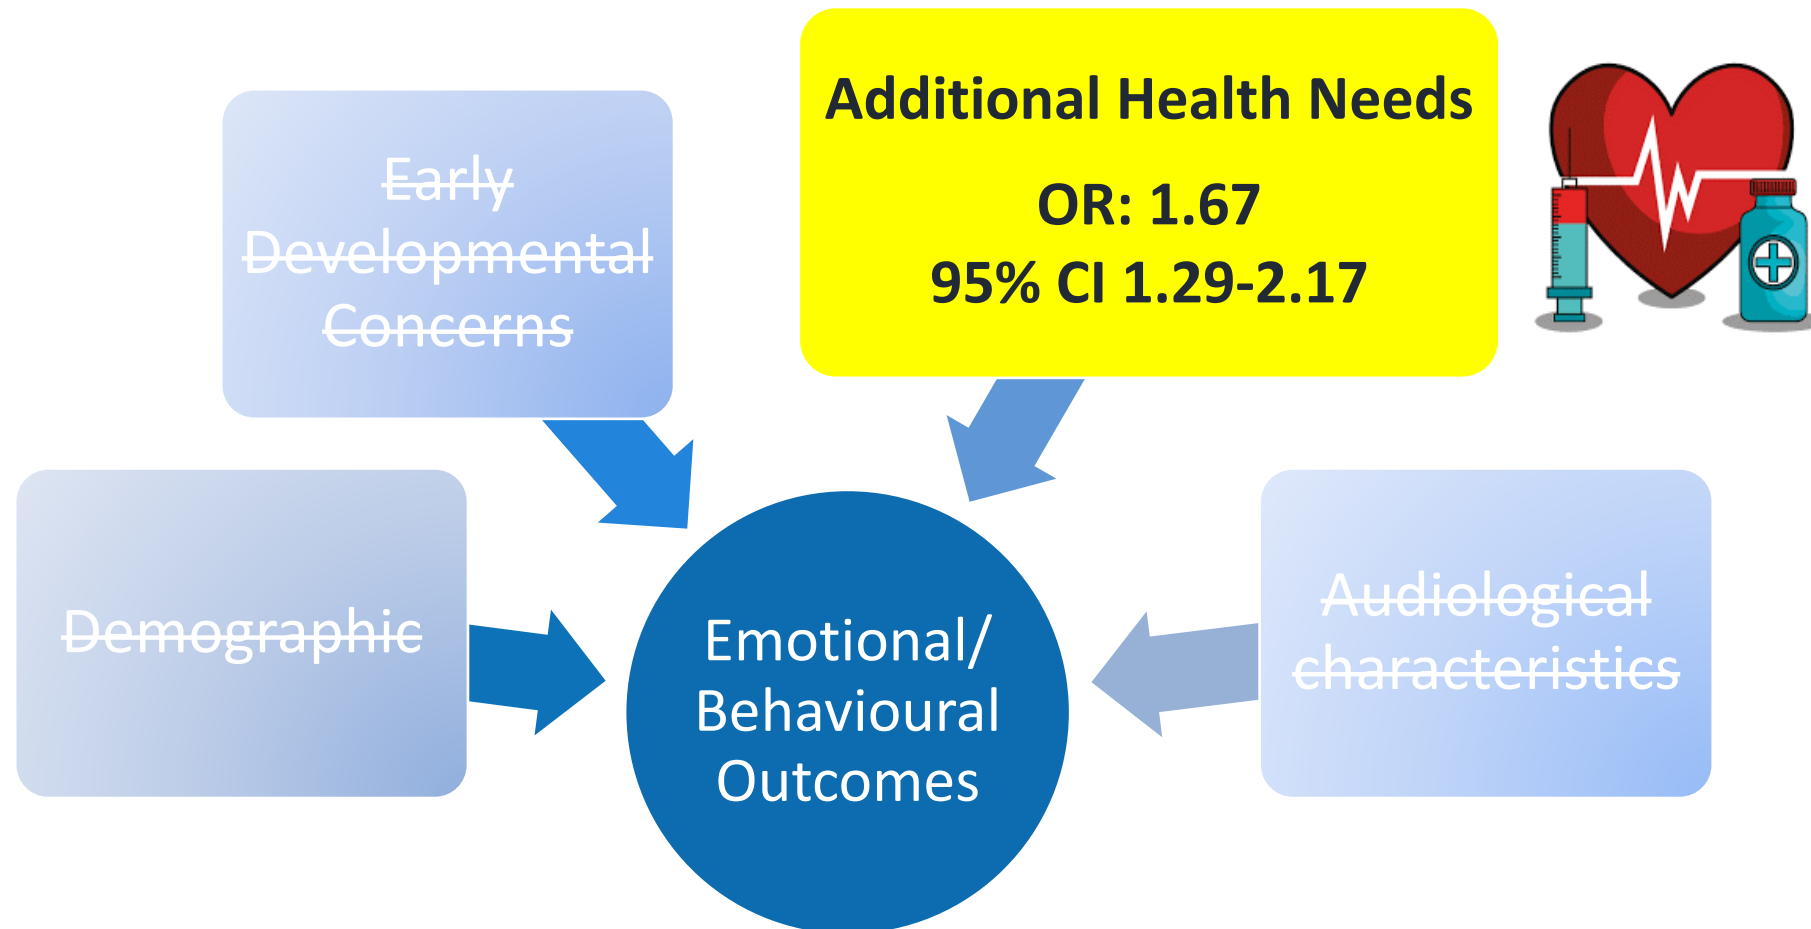 Additional Health Needs
OR: 1.67
95% CI 1.29-2.17
Early
Developmental
Concerns
Demographic
Emotional/
Behavioural
Outcomes
Audiological
characteristics